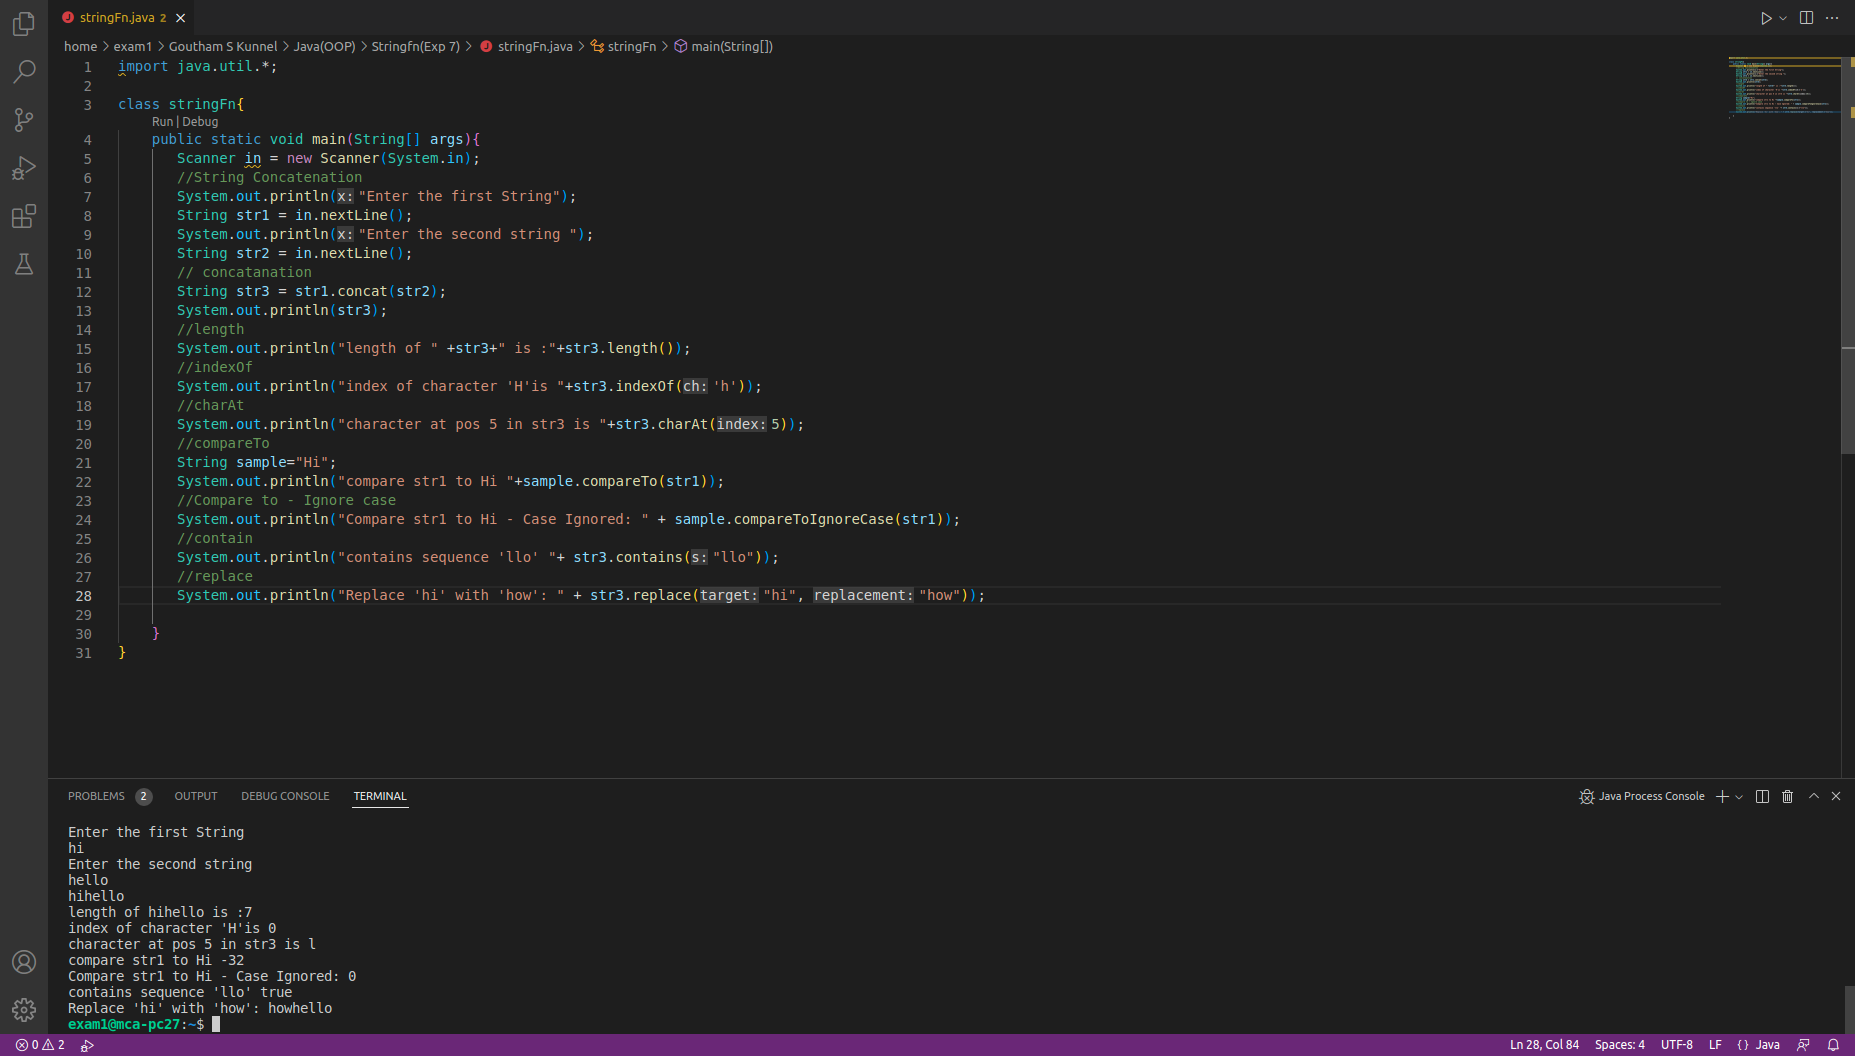 stringFn.java 2
home > exam1 > Goutham S Kunnel > Java(OOP) > Stringfn(Exp 7) > stringFn.java > stringFn > main(String[])
1 import java.util.*;
2
3 class stringFn{
Run | Debug
4 public static void main(String[] args){
5 Scanner in = new Scanner(System.in);
6 //String Concatenation
7 System.out.println(x: "Enter the first String");
8 String str1 = in.nextLine();
9 System.out.println(x: "Enter the second string ");
10 String str2 = in.nextLine();
11 // concatanation
12 String str3 = str1.concat(str2);
13 System.out.println(str3);
14 //length
15 System.out.println("length of " +str3+" is :"+str3.length());
16 //indexOf
17 System.out.println("index of character 'H'is "+str3.indexOf(ch: 'h'));
18 //charAt
19 System.out.println("character at pos 5 in str3 is "+str3.charAt(index: 5));
20 //compareTo
21 String sample="Hi";
22 System.out.println("compare str1 to Hi "+sample.compareTo(str1));
23 //Compare to - Ignore case
24 System.out.println("Compare str1 to Hi - Case Ignored: " + sample.compareToIgnoreCase(str1));
25 //contain
26 System.out.println("contains sequence 'llo' "+ str3.contains(s: "llo"));
27 //replace
28 System.out.println("Replace 'hi' with 'how': " + str3.replace(target: "hi", replacement: "how"));
29
30 }
31 }
PROBLEMS 2 OUTPUT DEBUG CONSOLE TERMINAL Java Process Console
Enter the first String
hi
Enter the second string
hello
hihello
length of hihello is :7
index of character 'H'is 0
character at pos 5 in str3 is l
compare str1 to Hi -32
Compare str1 to Hi - Case Ignored: 0
contains sequence 'llo' true
Replace 'hi' with 'how': howhello
exam1@mca-pc27:~$
0 2 Ln 28, Col 84 Spaces: 4 UTF-8 LF {} Java